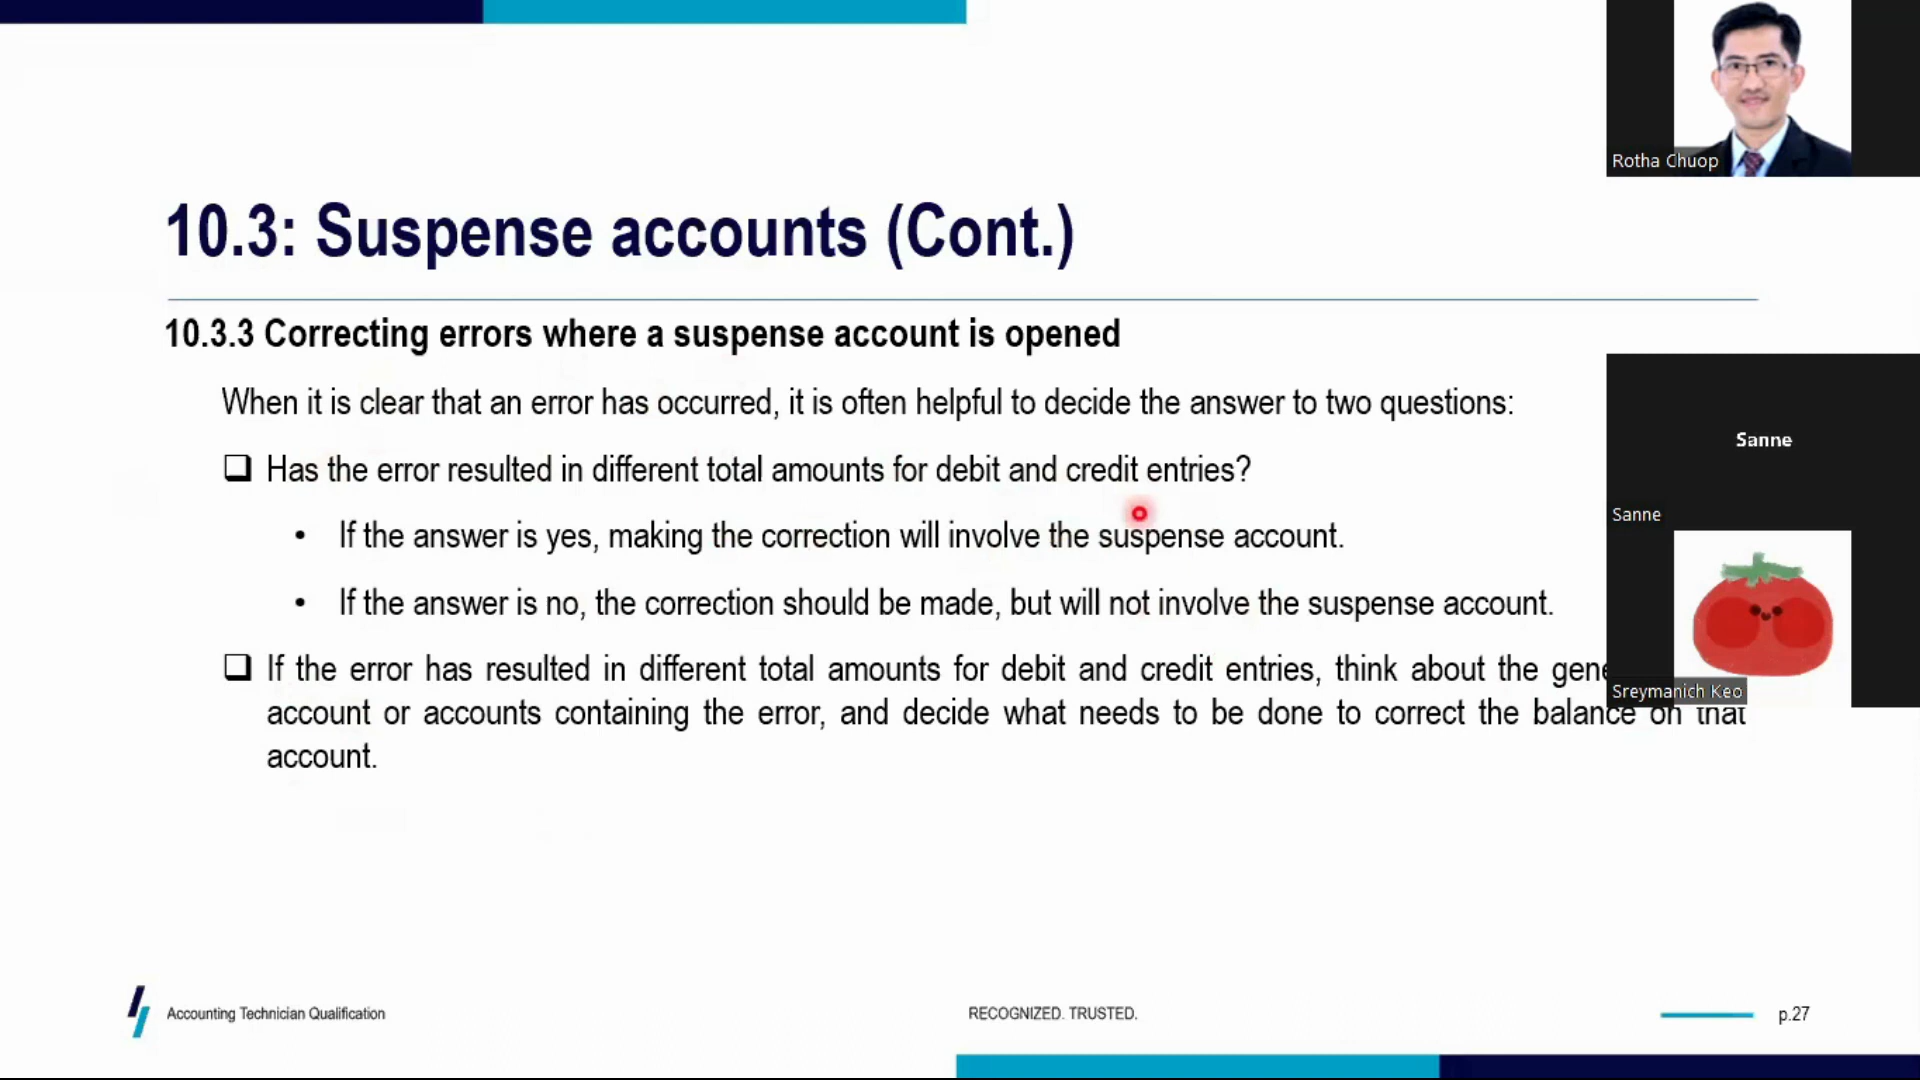 Rotha Chuop
10.3: Suspense accounts (Cont.)
10.3.3 Correcting errors where a suspense account is opened
When it is clear that an error has occurred, it is often helpful to decide the answer to two questions:
Has the error resulted in different total amounts for debit and credit entries?
• If the answer is yes, making the correction will involve the suspense account.
• If the answer is no, the correction should be made, but will not involve the suspense account.
If the error has resulted in different total amounts for debit and credit entries, think about the
account or accounts containing the error, and decide what needs to be done to correct the balance on that
account.
Sanne
Sanne
Sreymanich Keo
Accounting Technician Qualification
RECOGNIZED. TRUSTED.
p.27